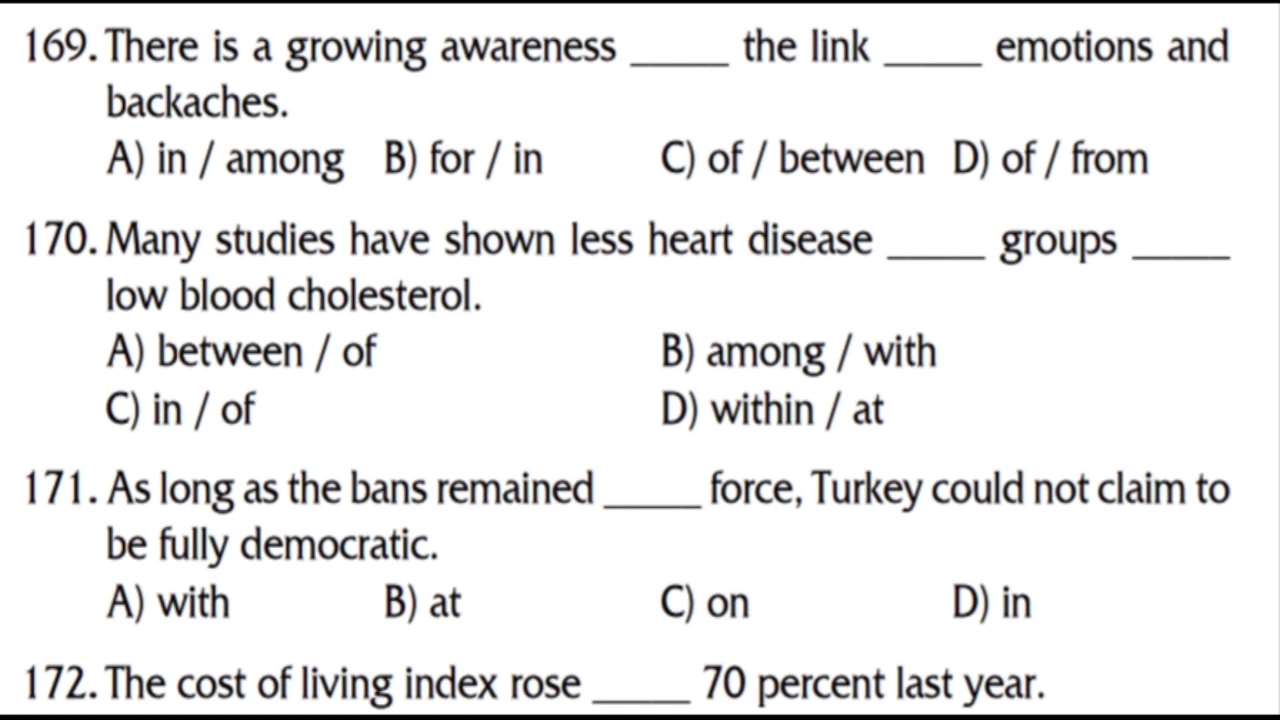 169. There is a growing awareness _____ the link _____ emotions and
backaches.
A) in / among B) for / in C) of / between D) of / from
170. Many studies have shown less heart disease _____ groups _____
low blood cholesterol.
A) between / of B) among / with
C) in / of D) within / at
171. As long as the bans remained _____ force, Turkey could not claim to
be fully democratic.
A) with B) at C) on D) in
172. The cost of living index rose _____ 70 percent last year.